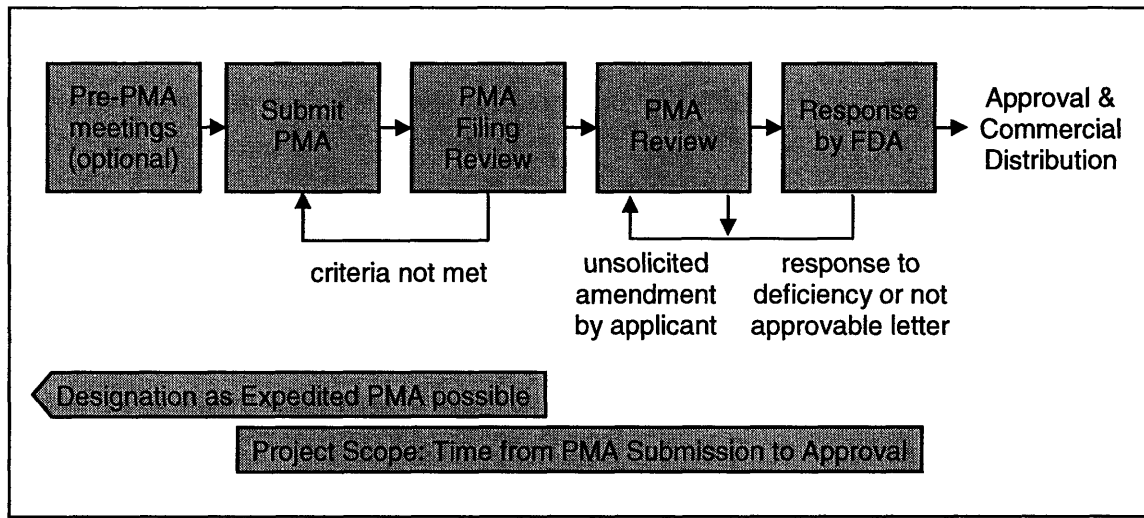 Pre-PMA
meetings
(optional)
Submit
PMA
PMA
Filing
Review
PMA
Review
Response
by FDA
Approval &
Commercial
Distribution
criteria not met
unsolicited
amendment
by applicant
response to
deficiency or not
approvable letter
Designation as Expedited PMA possible
Project Scope: Time from PMA Submission to Approval